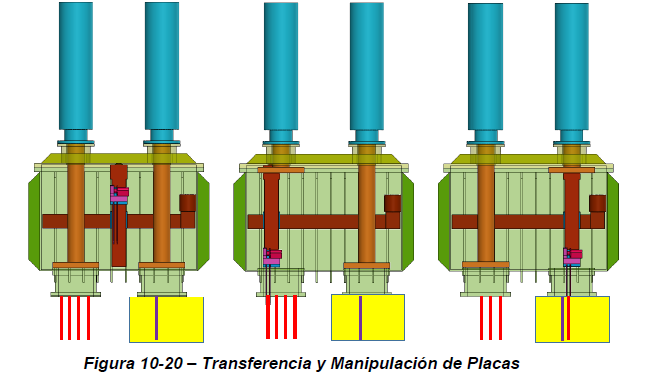 Figura 10-20 – Transferencia y Manipulación de Placas